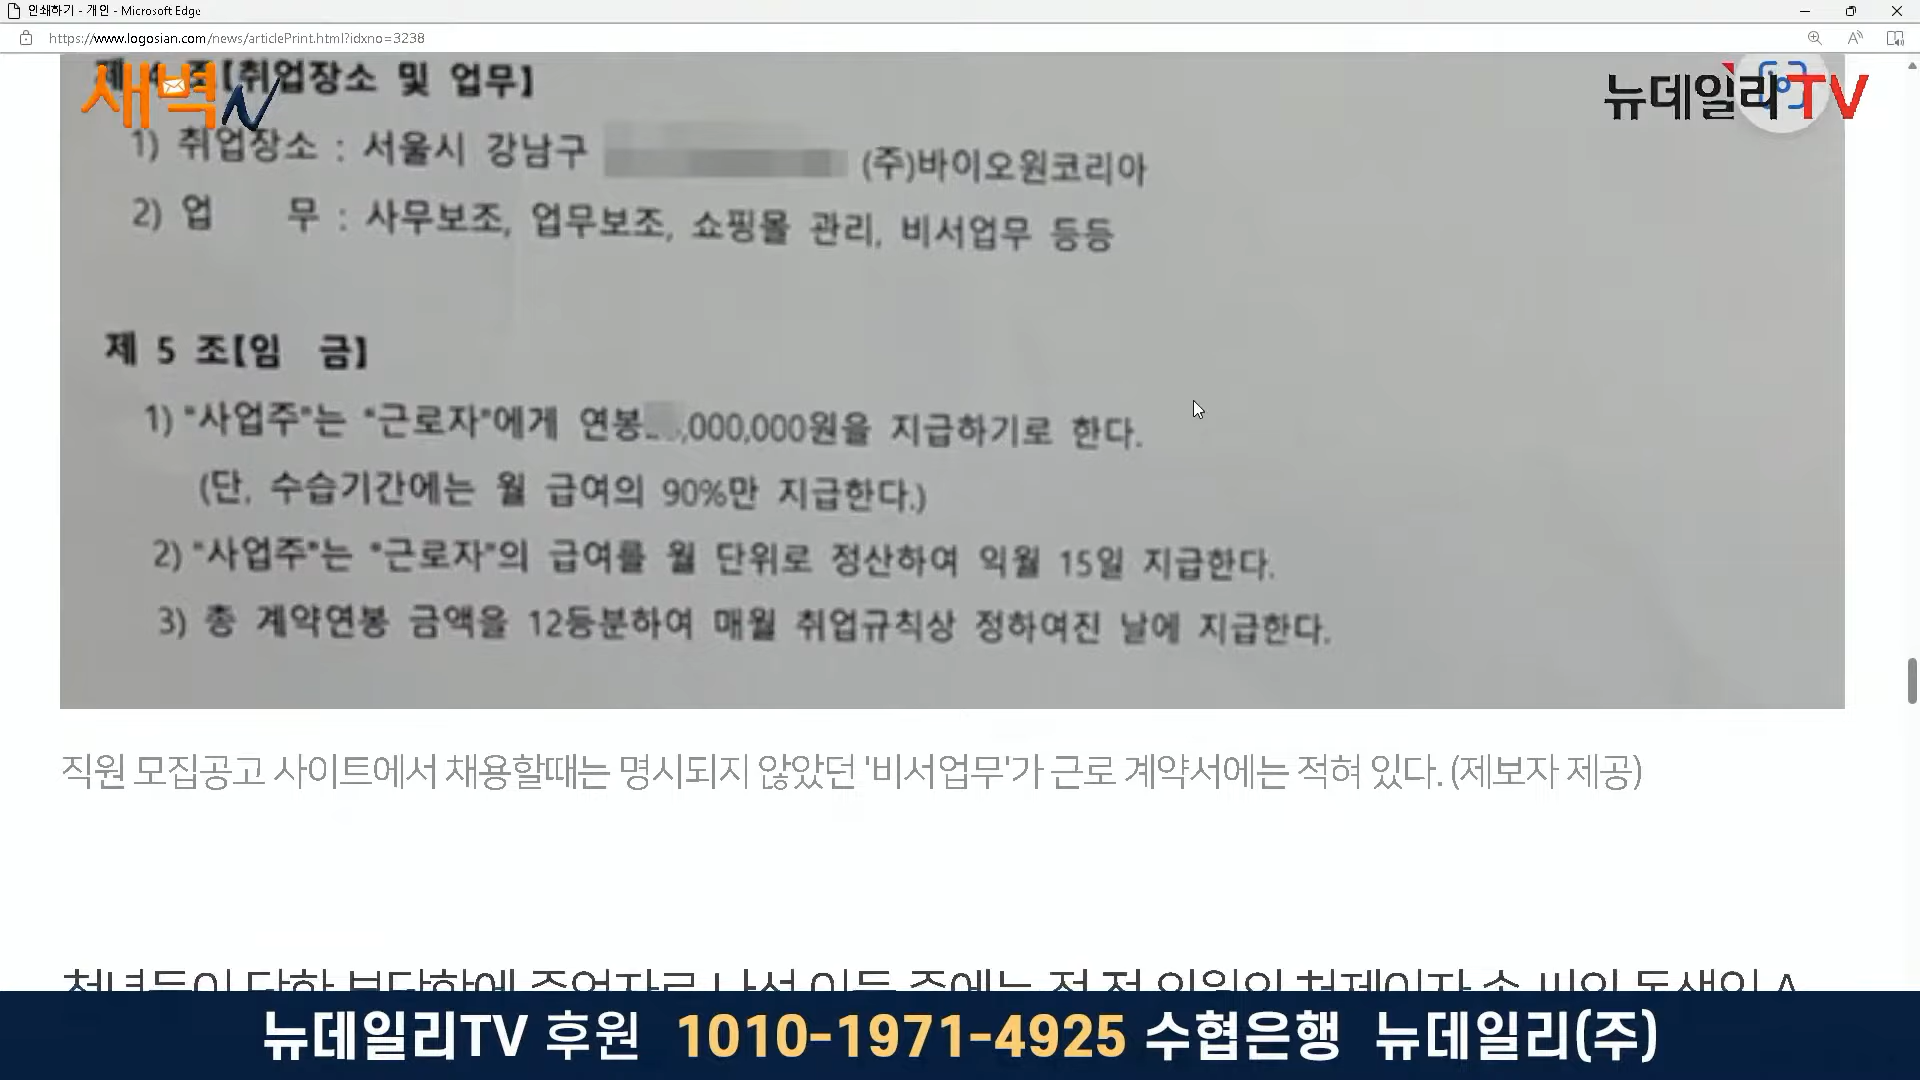 인쇄하기 - 개인 - Microsoft Edge
https://www.logosian.com/news/articlePrint.html?idxno=3238
새벽N
뉴데일리TV
조【취업장소 및 업무】
1) 취업장소 : 서울시 강남구 (주)바이오원코리아
2) 업 무 : 사무보조, 업무보조, 쇼핑몰 관리, 비서업무 등등
제 5 조【임 금】
1) "사업주"는 "근로자"에게 연봉 ,000,000원을 지급하기로 한다.
(단, 수습기간에는 월 급여의 90%만 지급한다.)
2) "사업주"는 "근로자"의 급여를 월 단위로 정산하여 익월 15일 지급한다.
3) 총 계약연봉 금액을 12등분하여 매월 취업규칙상 정하여진 날에 지급한다.
직원 모집공고 사이트에서 채용할때는 명시되지 않았던 '비서업무'가 근로 계약서에는 적혀 있다. (제보자 제공)
뉴데일리TV 후원 1010-1971-4925 수협은행 뉴데일리(주)